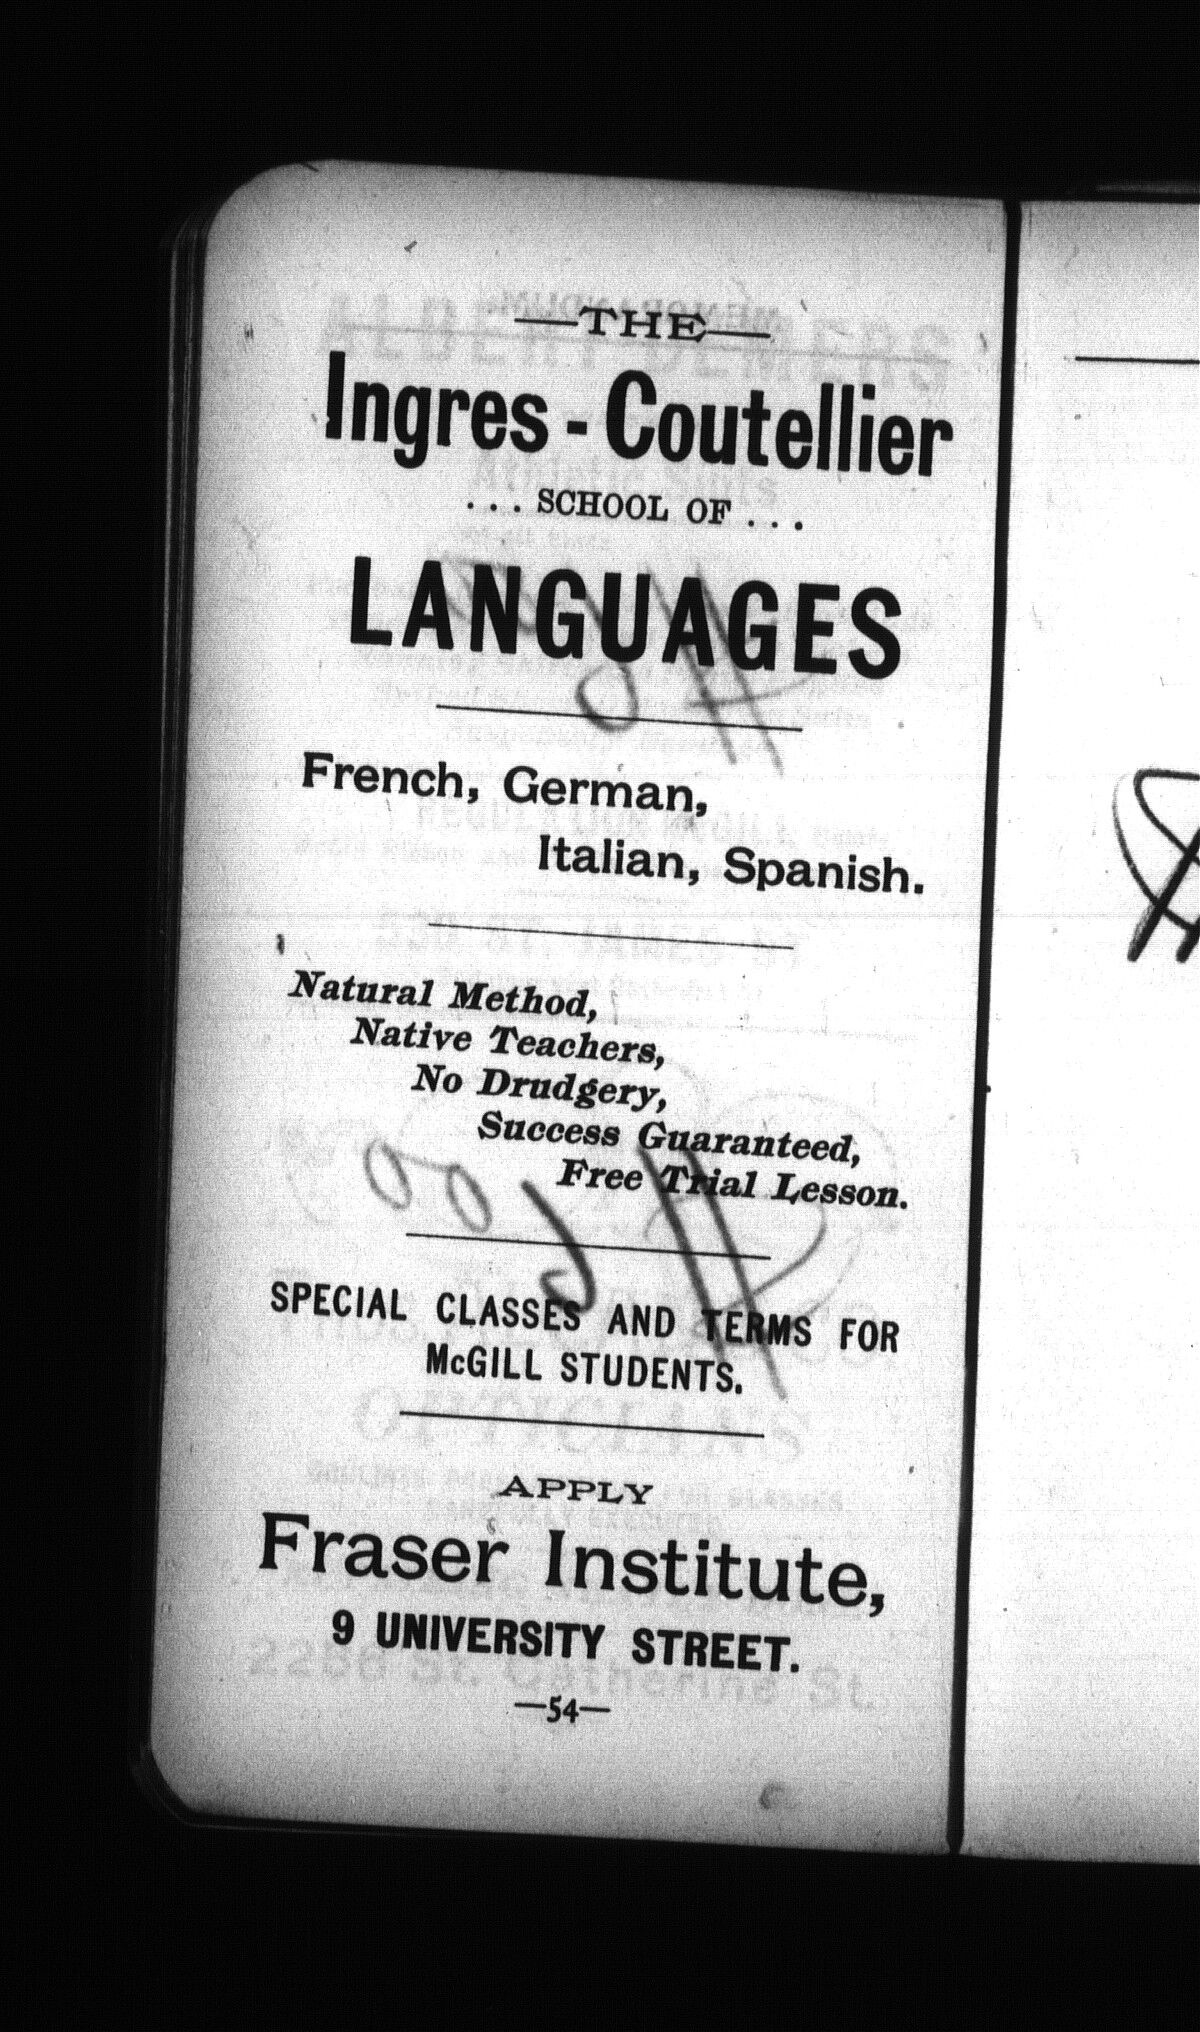 —THE—
Ingres - Coutellier
. . . SCHOOL OF . . .
LANGUAGES
French, German,
Italian, Spanish.
Natural Method,
Native Teachers,
No Drudgery,
Success Guaranteed,
Free Trial Lesson.
SPECIAL CLASSES AND TERMS FOR
McGILL STUDENTS.
APPLY
Fraser Institute,
9 UNIVERSITY STREET.
—54—